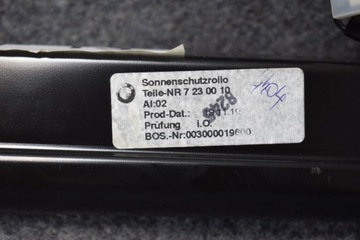 Sonnenschutzrollo
Teile-NR 7 23 00 10
AI:02
Prod-Dat.:
Prüfung i.O.
BOS.-Nr:003000019600